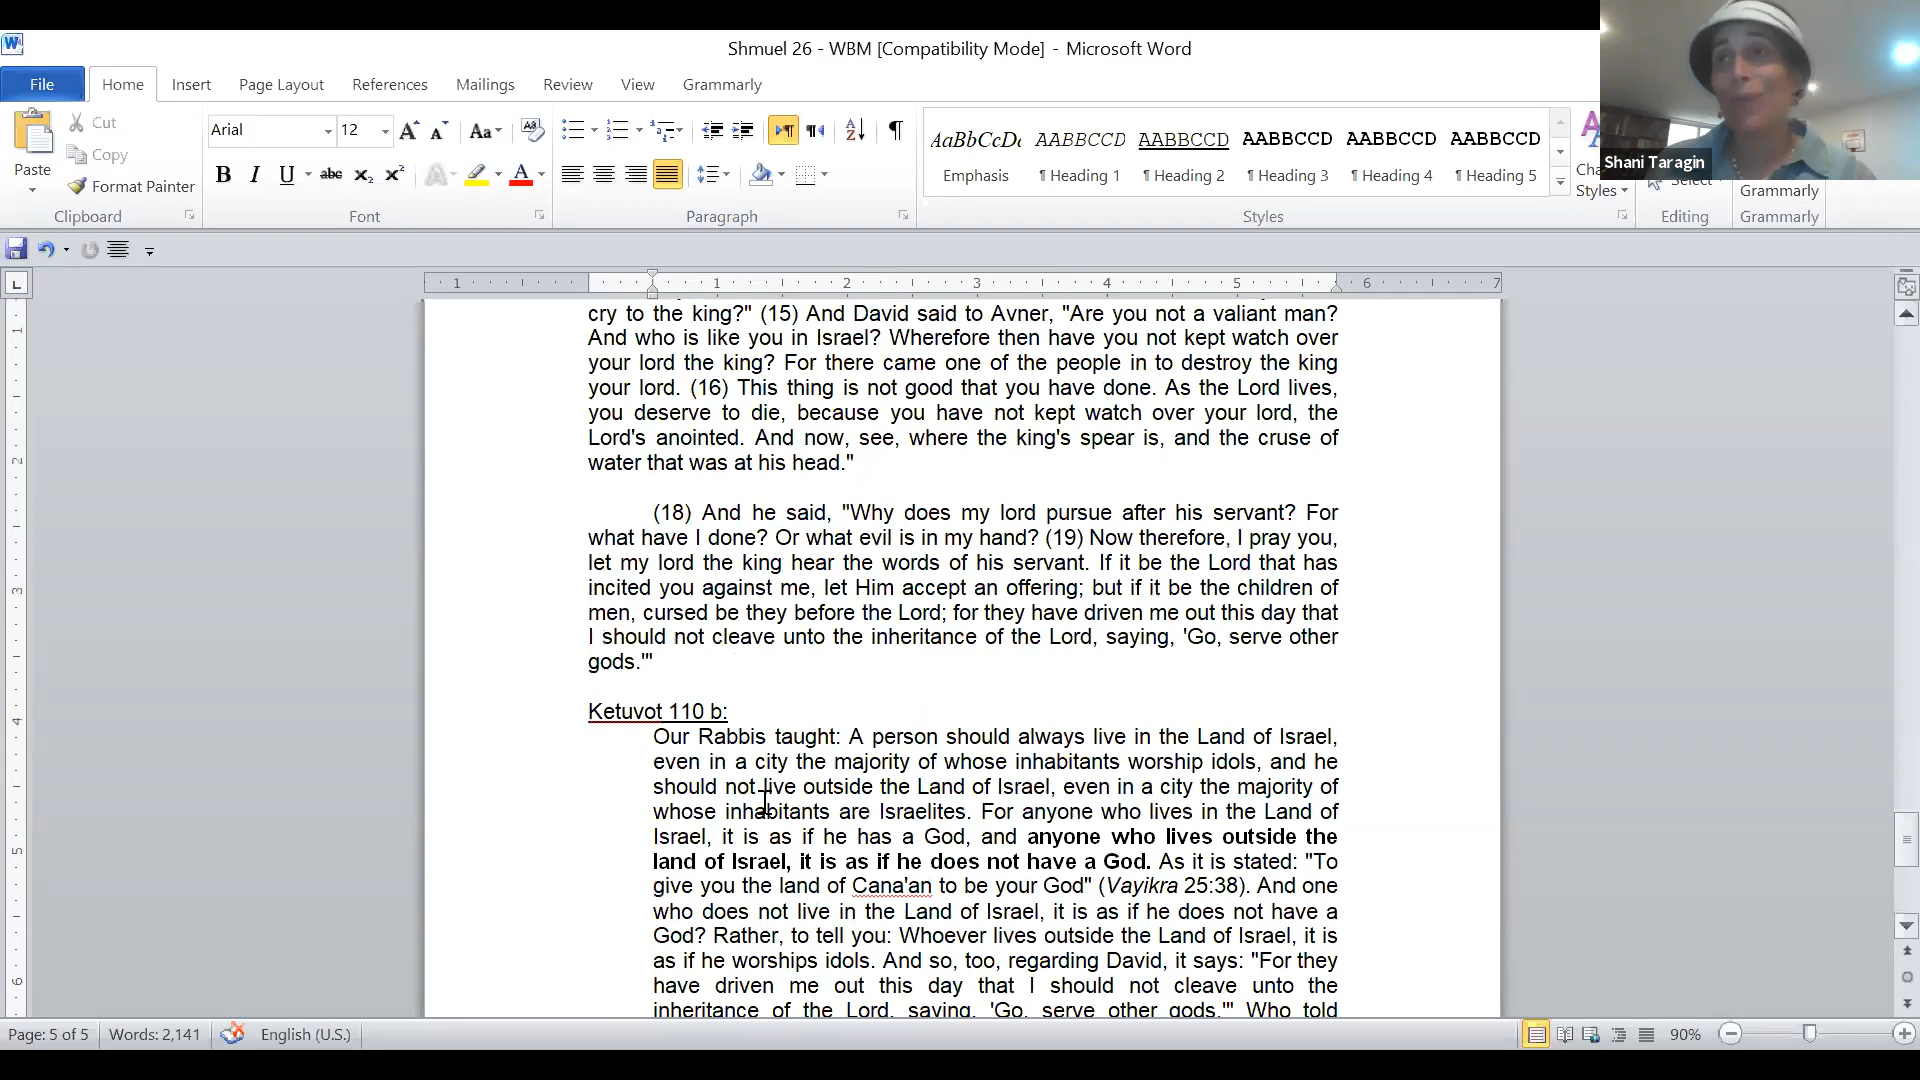 Shmuel 26 - WBM [Compatibility Mode] - Microsoft Word
Shani Taragin
File Home Insert Page Layout References Mailings Review View Grammarly
Paste
Cut
Copy
Format Painter
Clipboard
Arial 12
Font
Paragraph
AaBbCcDc AABBCCD AABBCCD AABBCCD AABBCCD AABBCCD
Emphasis ¶ Heading 1 ¶ Heading 2 ¶ Heading 3 ¶ Heading 4 ¶ Heading 5
Styles
Styles
Select
Editing
Grammarly
Grammarly
cry to the king?" (15) And David said to Avner, "Are you not a valiant man?
And who is like you in Israel? Wherefore then have you not kept watch over
your lord the king? For there came one of the people in to destroy the king
your lord. (16) This thing is not good that you have done. As the Lord lives,
you deserve to die, because you have not kept watch over your lord, the
Lord's anointed. And now, see, where the king's spear is, and the cruse of
water that was at his head."
(18) And he said, "Why does my lord pursue after his servant? For
what have I done? Or what evil is in my hand? (19) Now therefore, I pray you,
let my lord the king hear the words of his servant. If it be the Lord that has
incited you against me, let Him accept an offering; but if it be the children of
men, cursed be they before the Lord; for they have driven me out this day that
I should not cleave unto the inheritance of the Lord, saying, 'Go, serve other
gods.'"
Ketuvot 110 b:
Our Rabbis taught: A person should always live in the Land of Israel,
even in a city the majority of whose inhabitants worship idols, and he
should not live outside the Land of Israel, even in a city the majority of
whose inhabitants are Israelites. For anyone who lives in the Land of
Israel, it is as if he has a God, and anyone who lives outside the
land of Israel, it is as if he does not have a God. As it is stated: "To
give you the land of Cana'an to be your God" (Vayikra 25:38). And one
who does not live in the Land of Israel, it is as if he does not have a
God? Rather, to tell you: Whoever lives outside the Land of Israel, it is
as if he worships idols. And so, too, regarding David, it says: "For they
have driven me out this day that I should not cleave unto the
inheritance of the Lord, saying, 'Go, serve other gods.'" Who told
Page: 5 of 5 Words: 2,141 English (U.S.) 90%